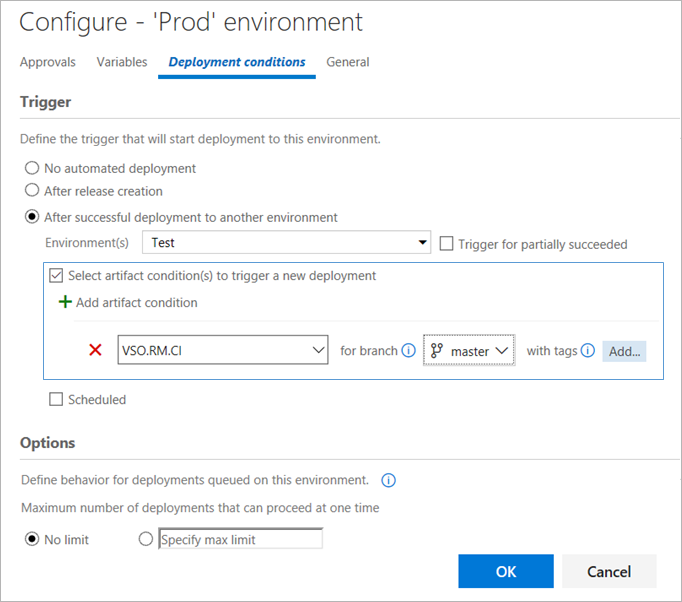 Configure - 'Prod' environment
Approvals Variables Deployment conditions General
Trigger
Define the trigger that will start deployment to this environment.
No automated deployment
After release creation
After successful deployment to another environment
Environment(s) Test Trigger for partially succeeded
Select artifact condition(s) to trigger a new deployment
Add artifact condition
VSO.RM.CI for branch master with tags Add...
Scheduled
Options
Define behavior for deployments queued on this environment.
Maximum number of deployments that can proceed at one time
No limit Specify max limit
OK Cancel